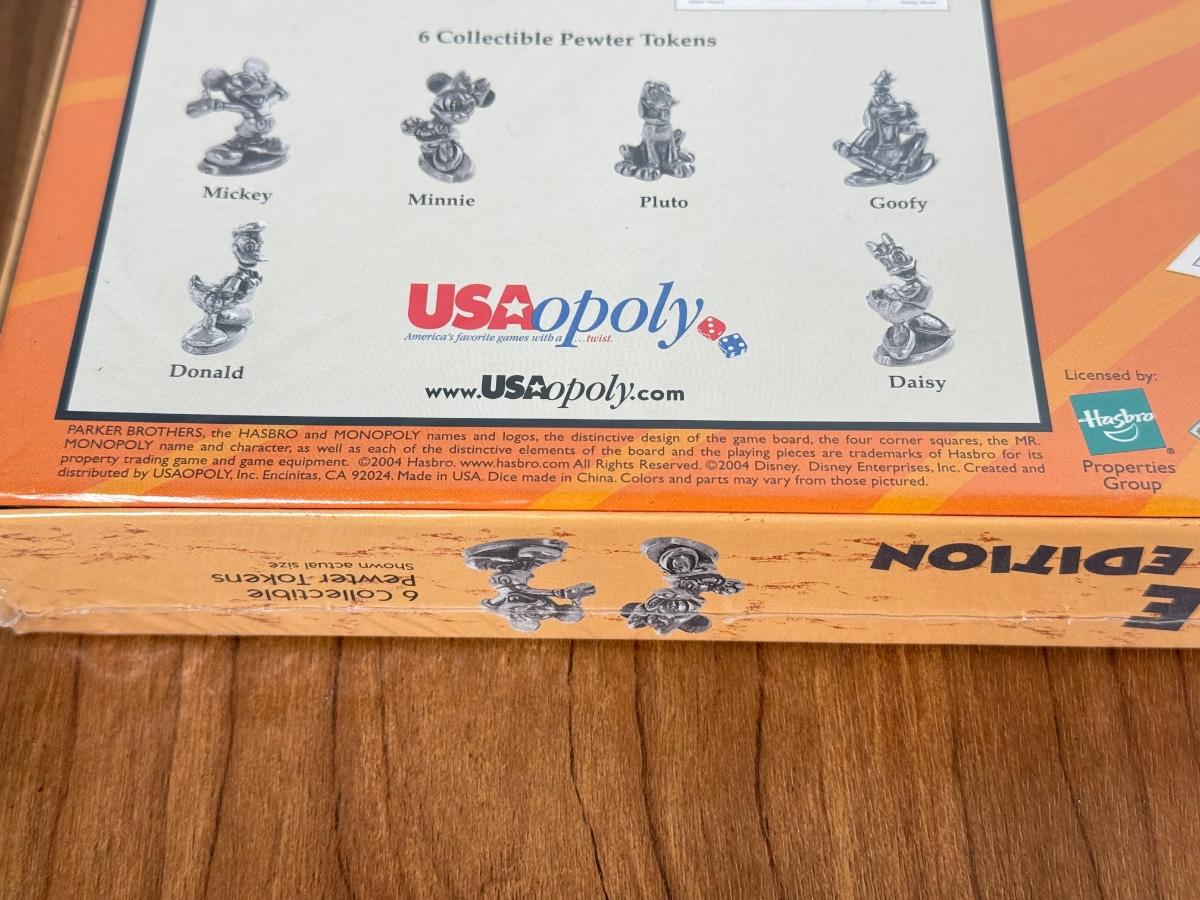 6 Collectible Pewter Tokens
Mickey
Minnie
Pluto
Goofy
USAopoly
America's favorite games with a ...twist.
www.USAopoly.com
Donald
Daisy
Licensed by:
Hasbro
Properties
Group
PARKER BROTHERS, the HASBRO and MONOPOLY names and logos, the distinctive design of the game board, the four corner squares, the MR.
MONOPOLY name and character, as well as each of the distinctive elements of the board and the playing pieces are trademarks of Hasbro for its
property trading game and game equipment. ©2004 Hasbro. www.hasbro.com All Rights Reserved. ©2004 Disney. Disney Enterprises, Inc. Created and
distributed by USAOPOLY, Inc. Encinitas, CA 92024. Made in USA. Dice made in China. Colors and parts may vary from those pictured.
E
EDITION
6 Collectible
Pewter Tokens
Shown actual size